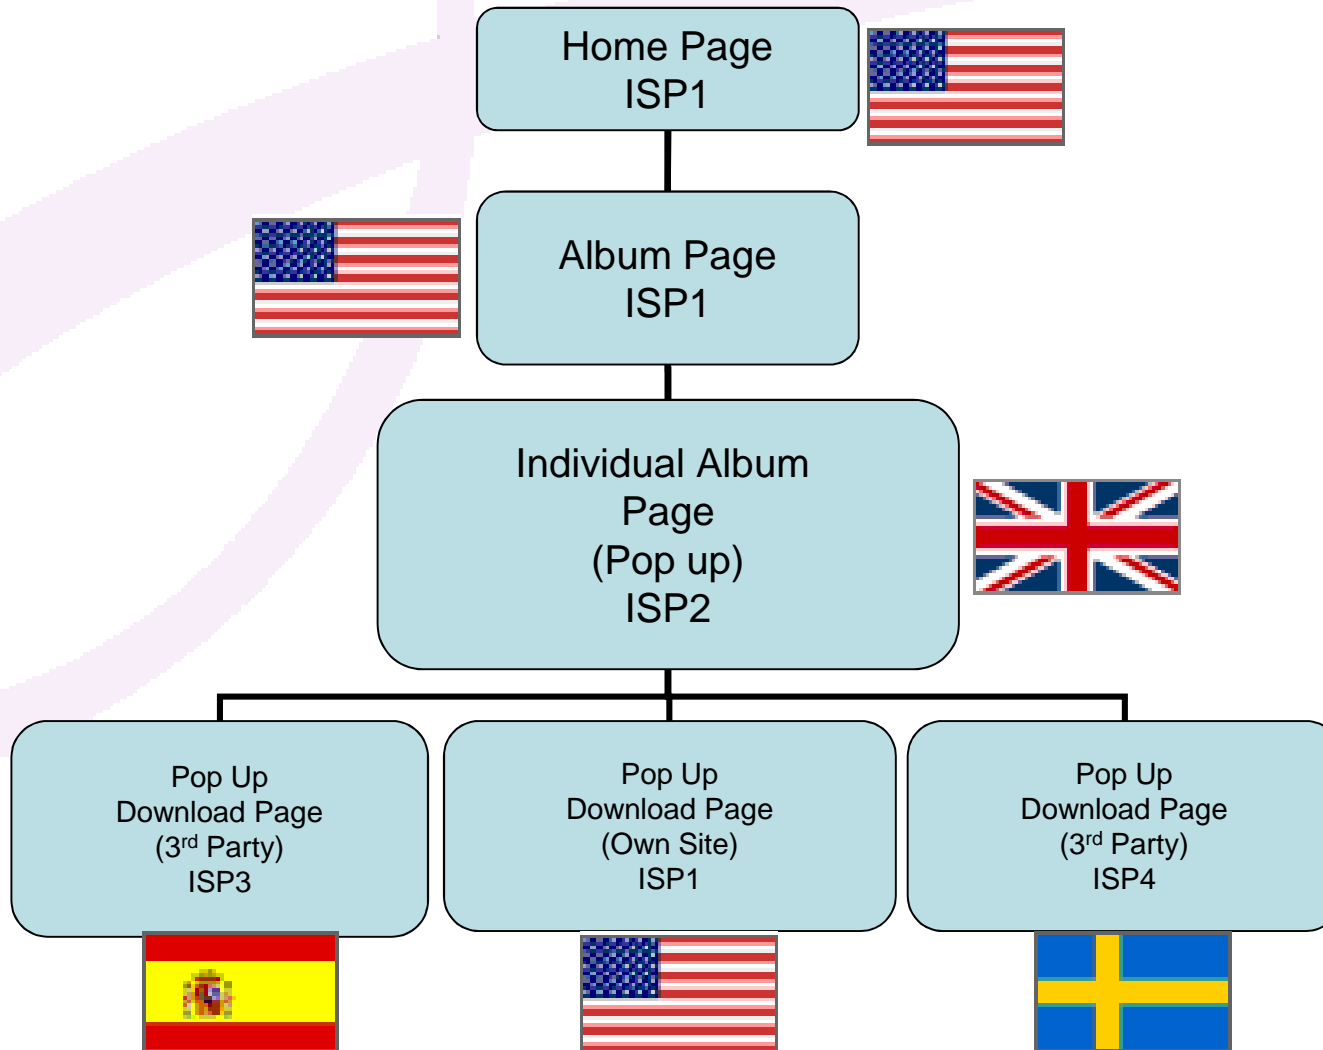 Home Page
ISP1
Album Page
ISP1
Individual Album
Page
(Pop up)
ISP2
Pop Up
Download Page
(3rd Party)
ISP3
Pop Up
Download Page
(Own Site)
ISP1
Pop Up
Download Page
(3rd Party)
ISP4